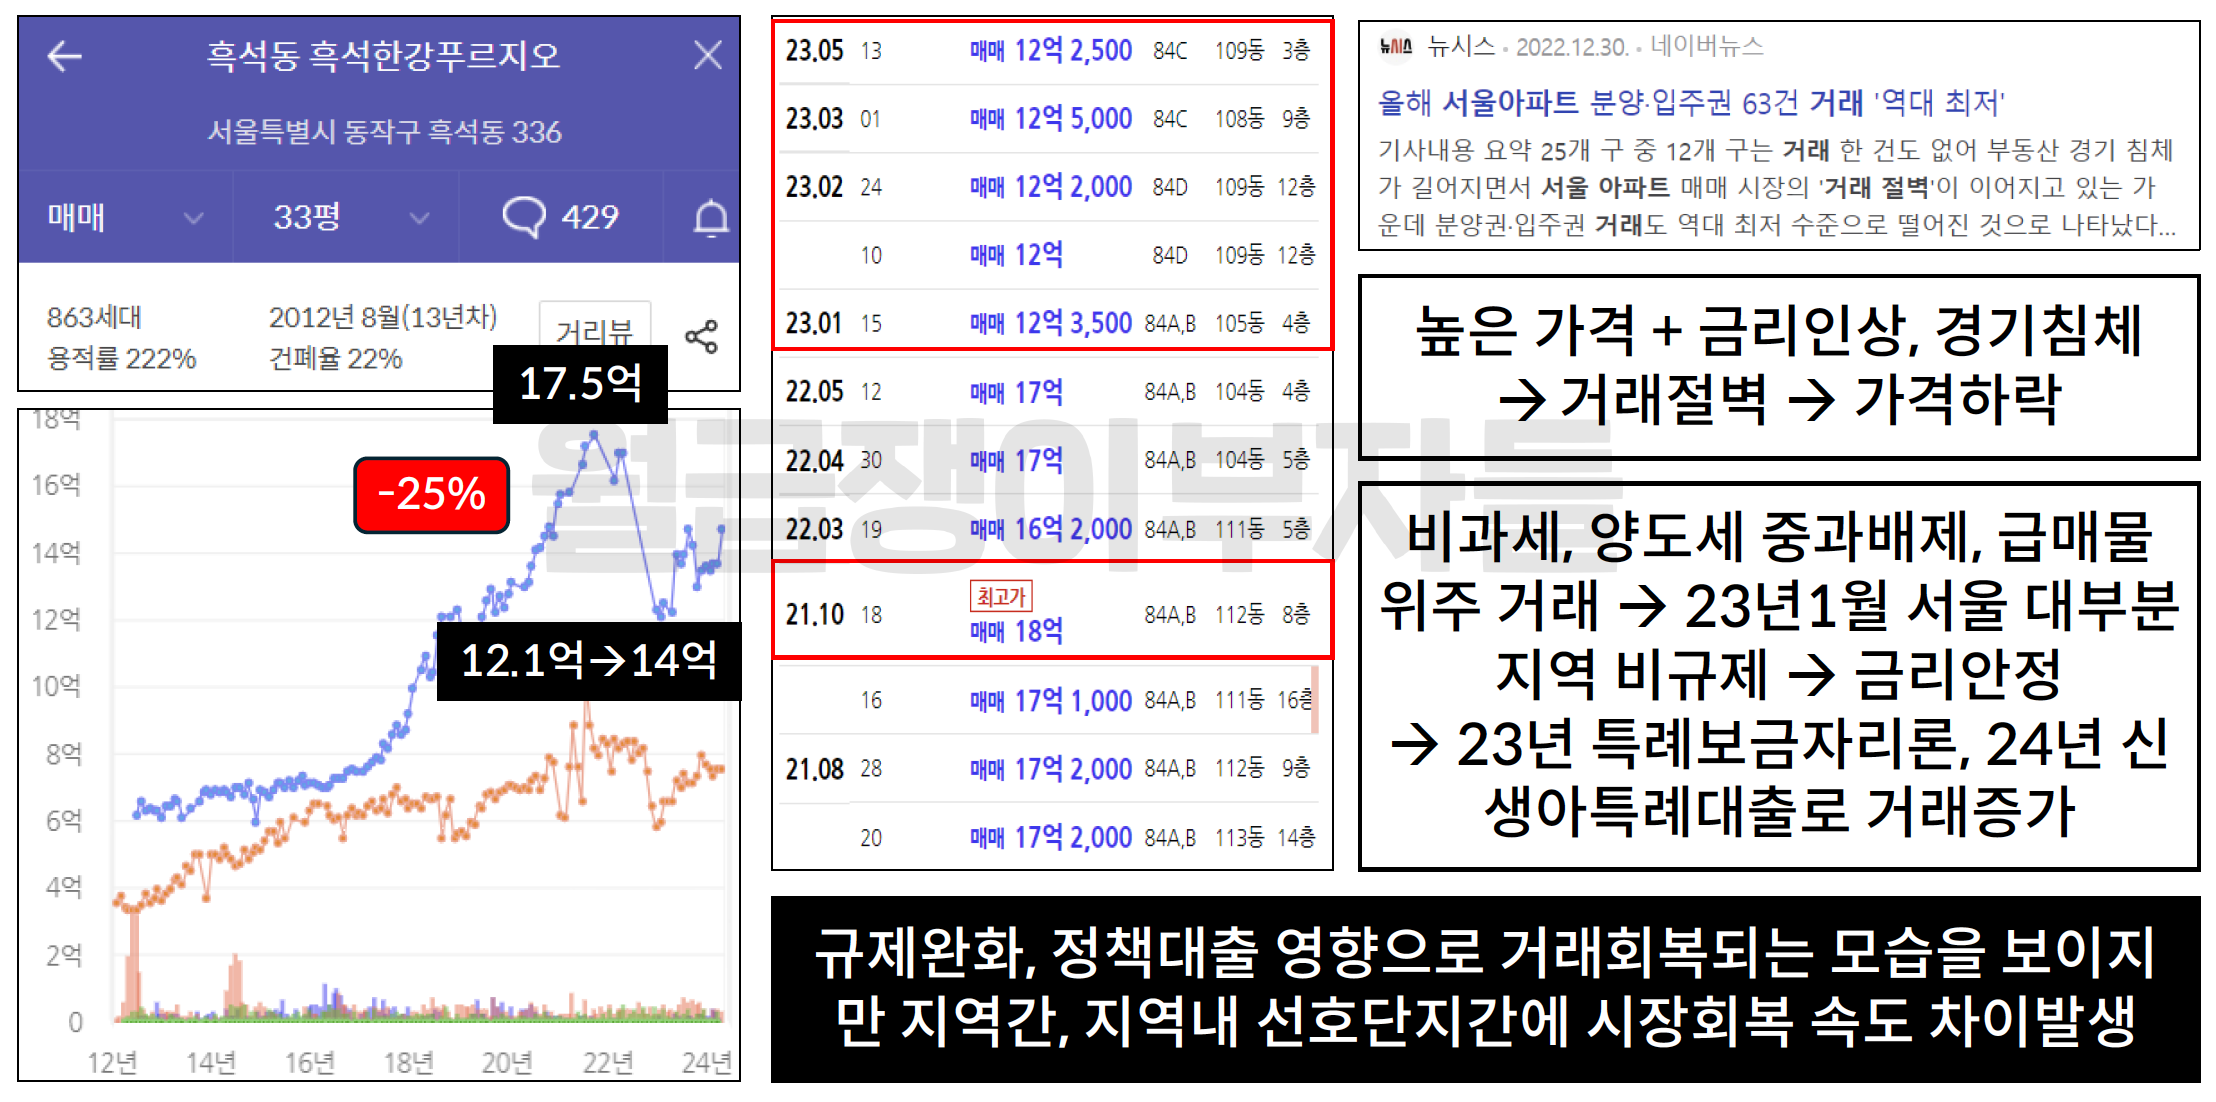 흑석동 흑석한강푸르지오
서울특별시 동작구 흑석동 336
매매 33평 429
863세대 2012년 8월(13년차) 거리뷰
용적률 222% 건폐율 22%
17.5억
-25%
12.1억→14억
18억
16억
14억
12억
10억
8억
6억
4억
2억
0
12년 14년 16년 18년 20년 22년 24년
23.05 13 매매 12억 2,500 84C 109동 3층
23.03 01 매매 12억 5,000 84C 108동 9층
23.02 24 매매 12억 2,000 84D 109동 12층
10 매매 12억 84D 109동 12층
23.01 15 매매 12억 3,500 84A,B 105동 4층
22.05 12 매매 17억 84A,B 104동 4층
22.04 30 매매 17억 84A,B 104동 5층
22.03 19 매매 16억 2,000 84A,B 111동 5층
최고가
21.10 18 매매 18억 84A,B 112동 8층
16 매매 17억 1,000 84A,B 111동 16층
21.08 28 매매 17억 2,000 84A,B 112동 9층
20 매매 17억 2,000 84A,B 113동 14층
월급쟁이부자들
뉴시스 뉴시스 · 2022.12.30. · 네이버뉴스
올해 서울아파트 분양·입주권 63건 거래 '역대 최저'
기사내용 요약 25개 구 중 12개 구는 거래 한 건도 없어 부동산 경기 침체
가 길어지면서 서울 아파트 매매 시장의 '거래 절벽'이 이어지고 있는 가
운데 분양권·입주권 거래도 역대 최저 수준으로 떨어진 것으로 나타났다...
높은 가격 + 금리인상, 경기침체
→ 거래절벽 → 가격하락
비과세, 양도세 중과배제, 급매물
위주 거래 → 23년1월 서울 대부분
지역 비규제 → 금리안정
→ 23년 특례보금자리론, 24년 신
생아특례대출로 거래증가
규제완화, 정책대출 영향으로 거래회복되는 모습을 보이지
만 지역간, 지역내 선호단지간에 시장회복 속도 차이발생